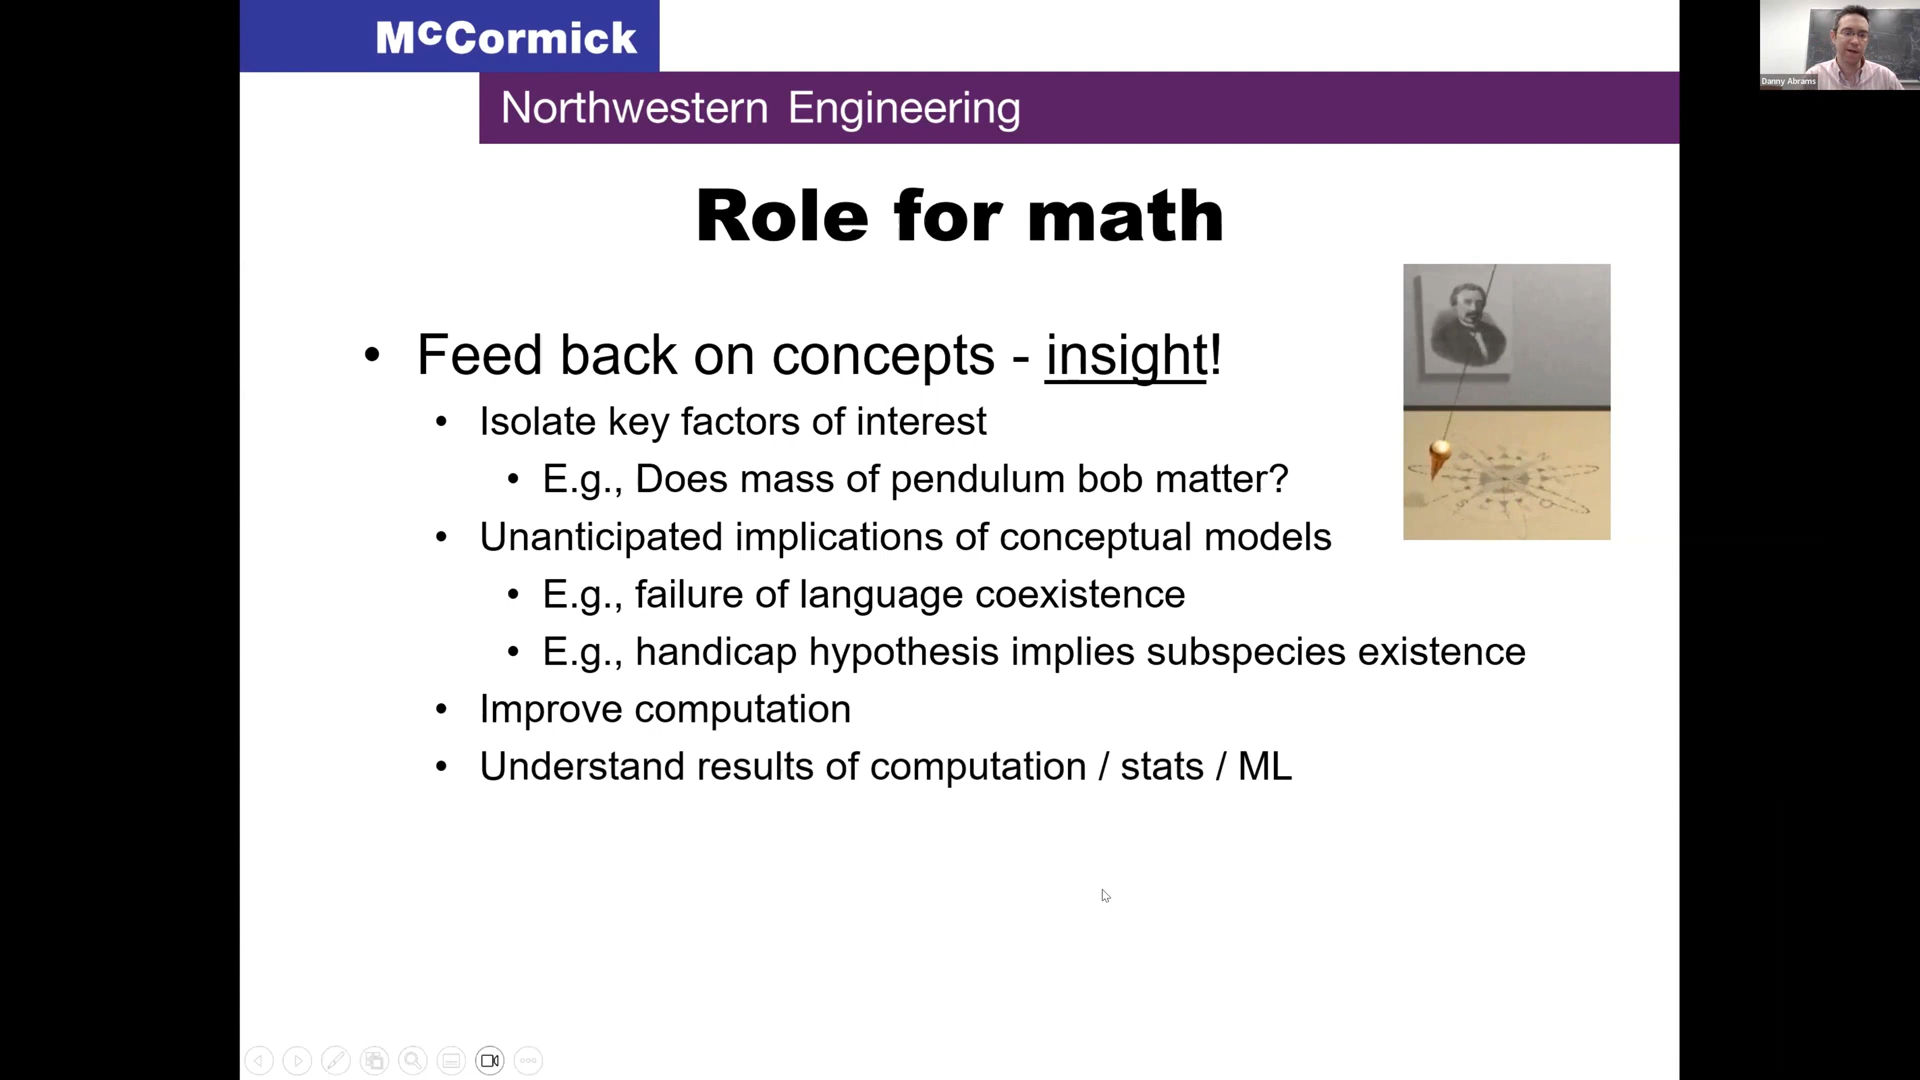 McCormick
Northwestern Engineering
Danny Abrams
Role for math
• Feed back on concepts - insight!
• Isolate key factors of interest
• E.g., Does mass of pendulum bob matter?
• Unanticipated implications of conceptual models
• E.g., failure of language coexistence
• E.g., handicap hypothesis implies subspecies existence
• Improve computation
• Understand results of computation / stats / ML